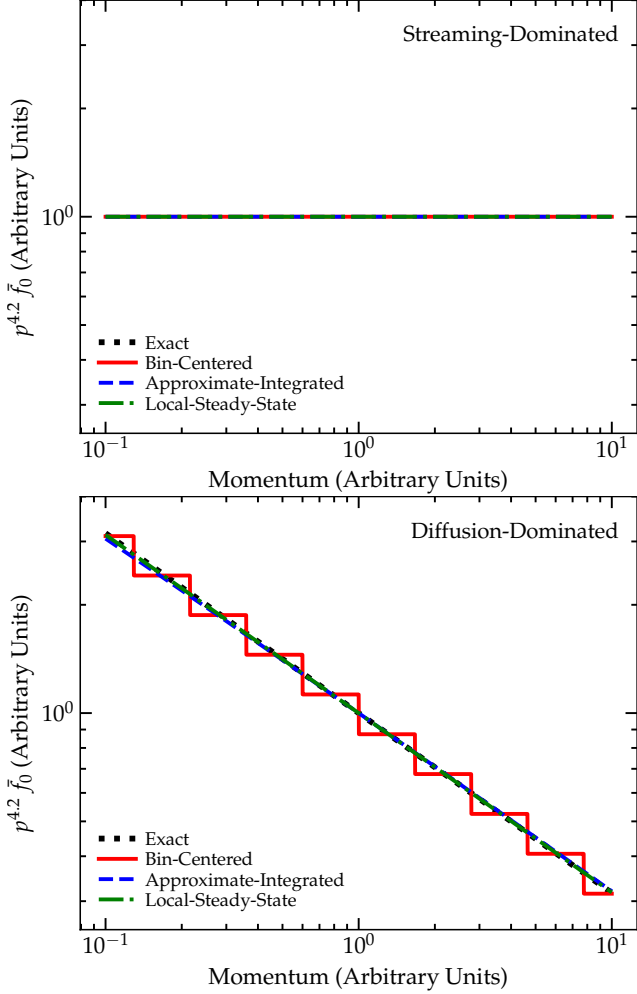 Streaming-Dominated
p^{4.2} \bar{f}_0 (Arbitrary Units)
10^0
Exact
Bin-Centered
Approximate-Integrated
Local-Steady-State
10^{-1} 10^0 10^1
Momentum (Arbitrary Units)
Diffusion-Dominated
p^{4.2} \bar{f}_0 (Arbitrary Units)
10^0
Exact
Bin-Centered
Approximate-Integrated
Local-Steady-State
10^{-1} 10^0 10^1
Momentum (Arbitrary Units)